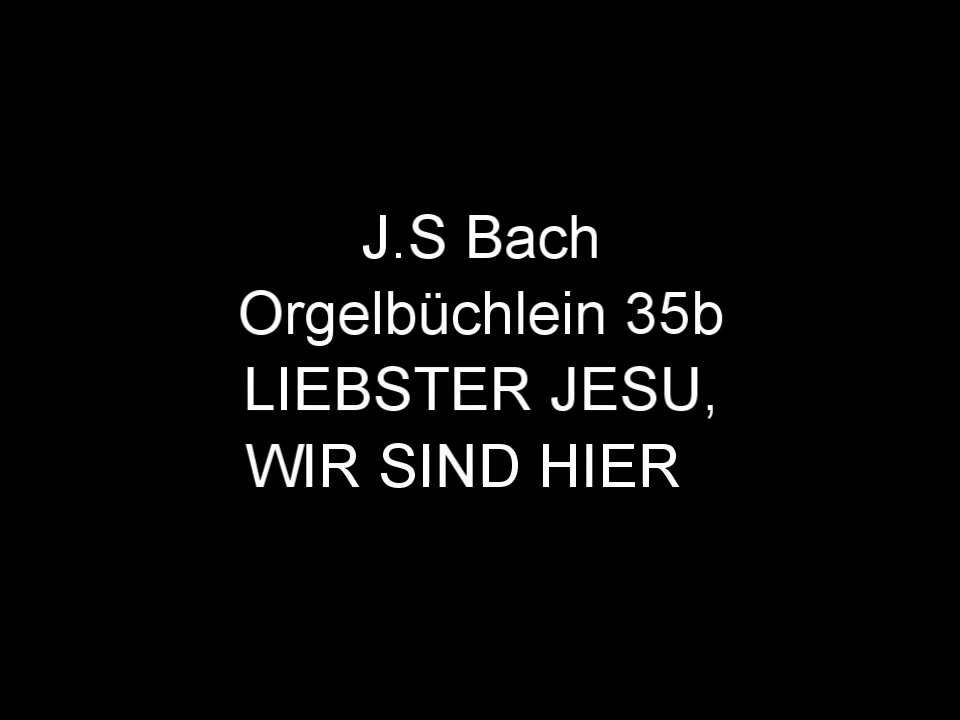 J.S Bach
Orgelbüchlein 35b
LIEBSTER JESU,
WIR SIND HIER